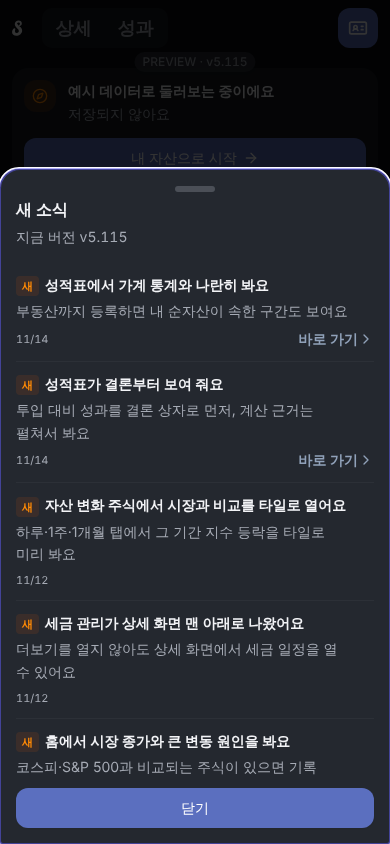 S 상세 성과
PREVIEW · v5.115
예시 데이터로 둘러보는 중이에요
저장되지 않아요
내 자산으로 시작 →
새 소식
지금 버전 v5.115
새 성적표에서 가계 통계와 나란히 봐요
부동산까지 등록하면 내 순자산이 속한 구간도 보여요
11/14 바로 가기 >
새 성적표가 결론부터 보여 줘요
투입 대비 성과를 결론 상자로 먼저, 계산 근거는
펼쳐서 봐요
11/14 바로 가기 >
새 자산 변화 주식에서 시장과 비교를 타일로 열어요
하루·1주·1개월 탭에서 그 기간 지수 등락을 타일로
미리 봐요
11/12
새 세금 관리가 상세 화면 맨 아래로 나왔어요
더보기를 열지 않아도 상세 화면에서 세금 일정을 열
수 있어요
11/12
새 홈에서 시장 종가와 큰 변동 원인을 봐요
코스피·S&P 500과 비교되는 주식이 있으면 기록
닫기